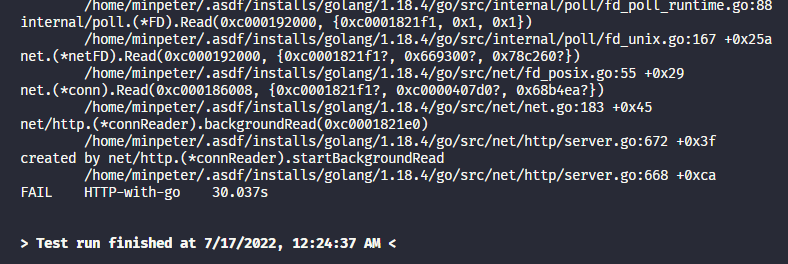 /home/minpeter/.asdf/installs/golang/1.18.4/go/src/internal/poll/fd_poll_runtime.go:88
internal/poll.(*FD).Read(0xc000192000, {0xc0001821f1, 0x1, 0x1})
/home/minpeter/.asdf/installs/golang/1.18.4/go/src/internal/poll/fd_unix.go:167 +0x25a
net.(*netFD).Read(0xc000192000, {0xc0001821f1?, 0x669300?, 0x78c260?})
/home/minpeter/.asdf/installs/golang/1.18.4/go/src/net/fd_posix.go:55 +0x29
net.(*conn).Read(0xc000186008, {0xc0001821f1?, 0xc0000407d0?, 0x68b4ea?})
/home/minpeter/.asdf/installs/golang/1.18.4/go/src/net/net.go:183 +0x45
net/http.(*connReader).backgroundRead(0xc0001821e0)
/home/minpeter/.asdf/installs/golang/1.18.4/go/src/net/http/server.go:672 +0x3f
created by net/http.(*connReader).startBackgroundRead
/home/minpeter/.asdf/installs/golang/1.18.4/go/src/net/http/server.go:668 +0xca
FAIL HTTP-with-go 30.037s
> Test run finished at 7/17/2022, 12:24:37 AM <